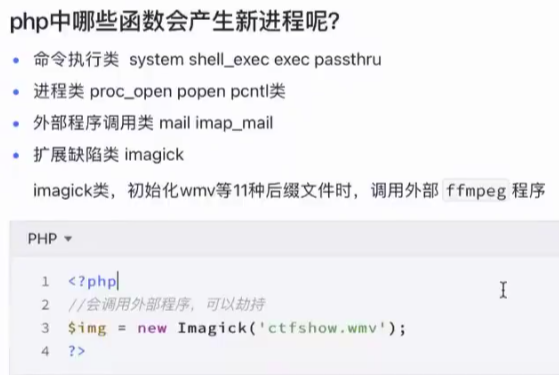 php中哪些函数会产生新进程呢?
• 命令执行类 system shell_exec exec passthru
• 进程类 proc_open popen pcntl类
• 外部程序调用类 mail imap_mail
• 扩展缺陷类 imagick
imagick类，初始化wmv等11种后缀文件时，调用外部 ffmpeg 程序
PHP
1 <?php
2 //会调用外部程序，可以劫持
3 $img = new Imagick('ctfshow.wmv');
4 ?>